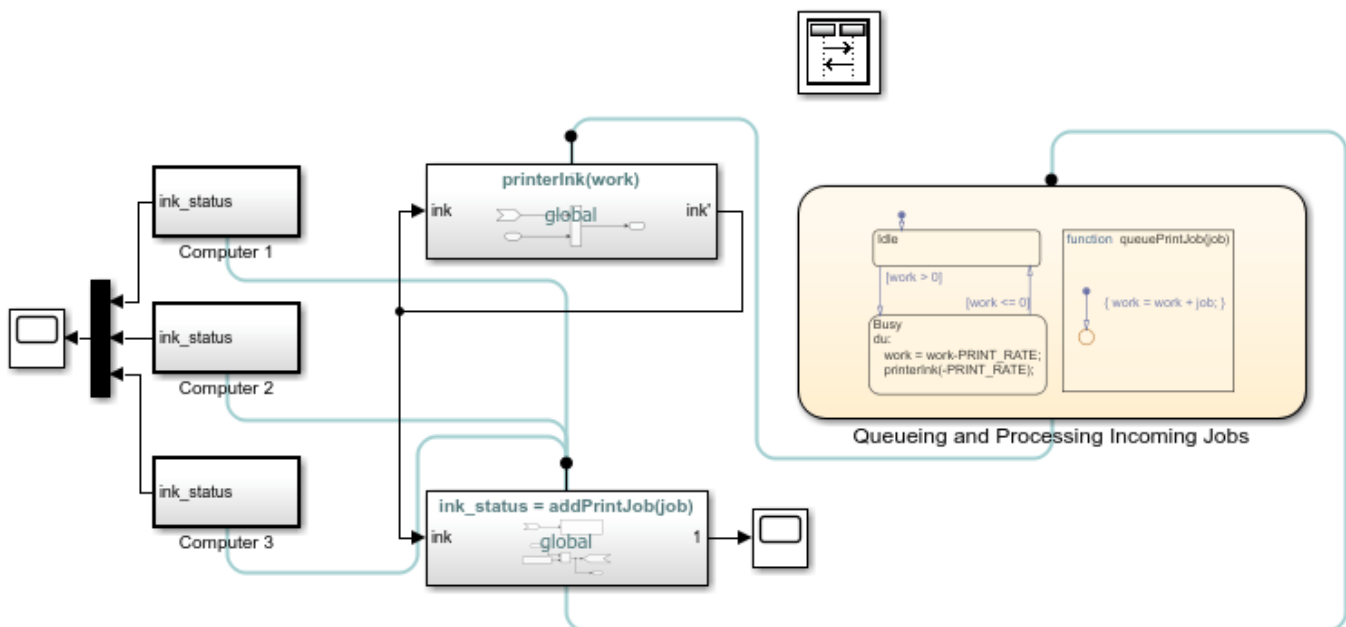 ink_status
Computer 1
ink_status
Computer 2
ink_status
Computer 3
printerInk(work)
ink
global
ink'
ink_status = addPrintJob(job)
ink
global
1
Idle
[work > 0]
[work <= 0]
Busy
du:
work = work-PRINT_RATE;
printerInk(-PRINT_RATE);
function queuePrintJob(job)
{ work = work + job; }
Queueing and Processing Incoming Jobs